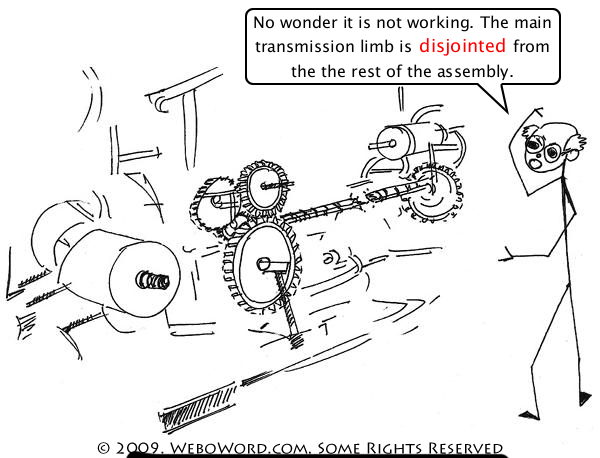 No wonder it is not working. The main
transmission limb is disjointed from
the the rest of the assembly.
© 2009. WeboWord.com, Some Rights Reserved